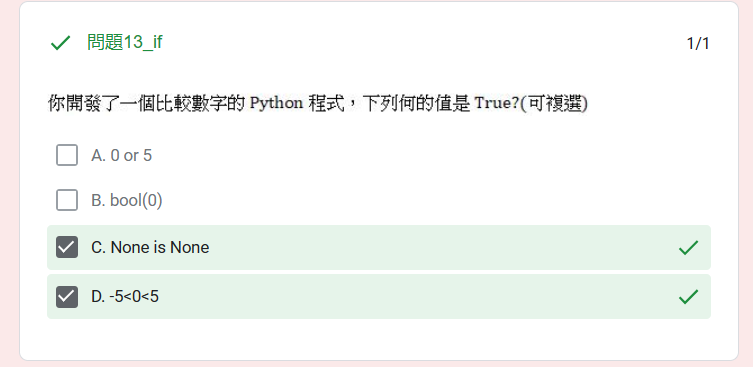 問題13_if
1/1
你開發了一個比較數字的 Python 程式，下列何的值是 True?(可複選)
A. 0 or 5
B. bool(0)
C. None is None
D. -5<0<5